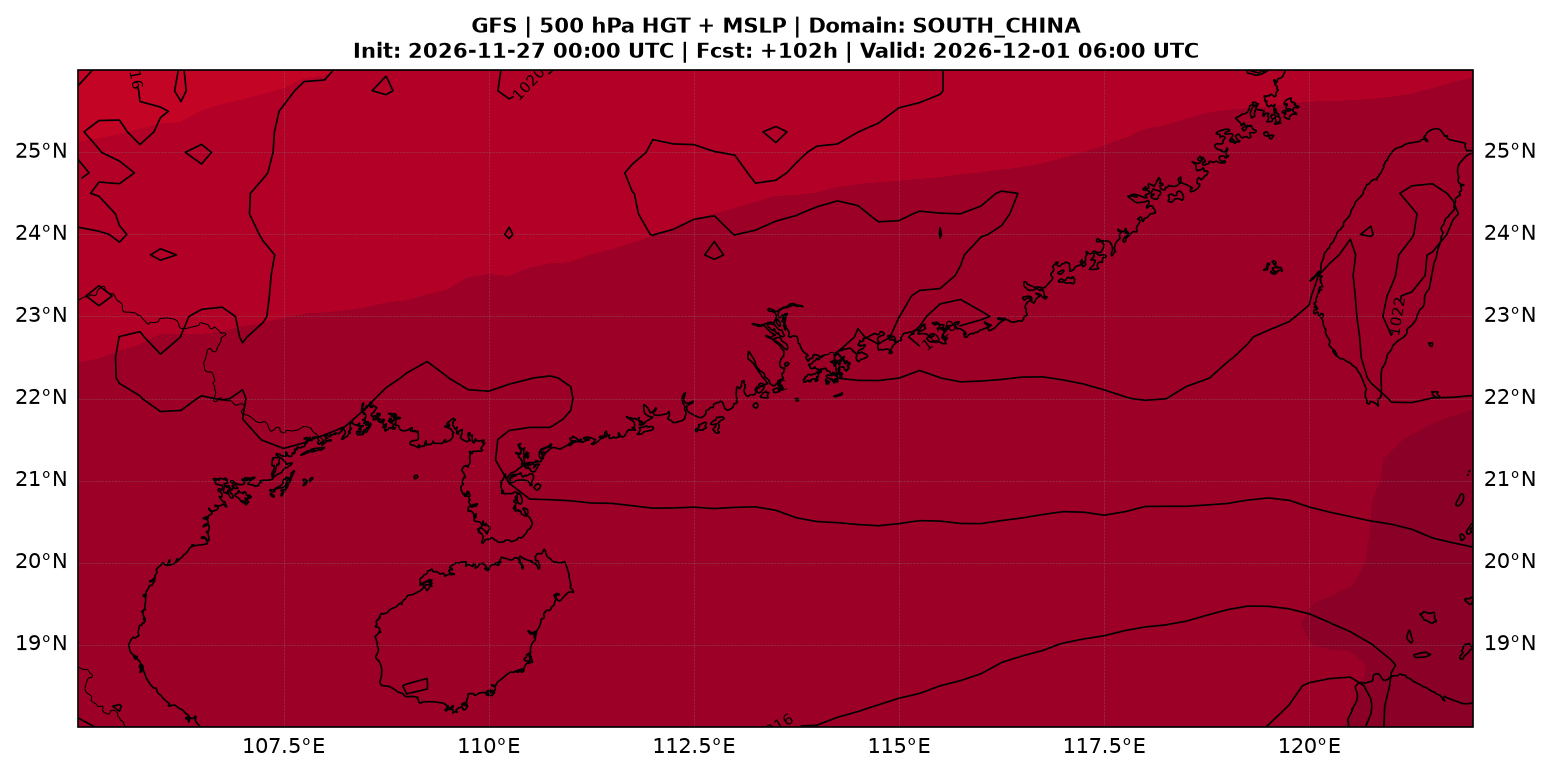 GFS | 500 hPa HGT + MSLP | Domain: SOUTH_CHINA
Init: 2026-11-27 00:00 UTC | Fcst: +102h | Valid: 2026-12-01 06:00 UTC
16
1020
25°N
25°N
24°N
24°N
23°N
23°N
1022
22°N
22°N
21°N
21°N
20°N
20°N
19°N
19°N
16
107.5°E
110°E
112.5°E
115°E
117.5°E
120°E